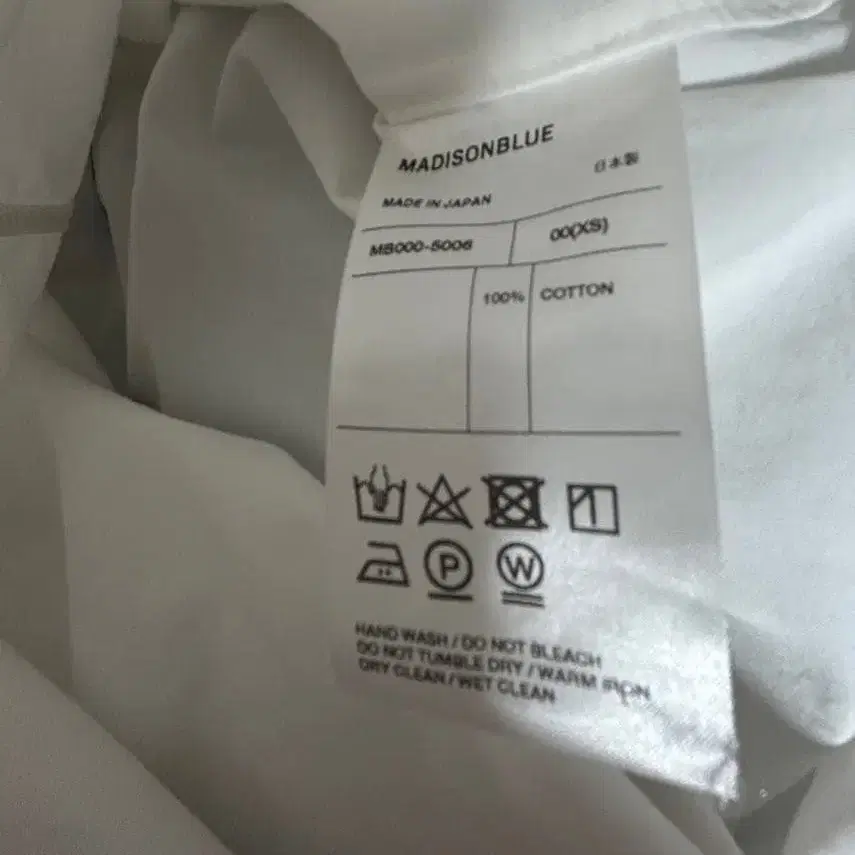 MADISONBLUE
日本製
MADE IN JAPAN
MB000-5006 00(XS)
100% COTTON
P W
HAND WASH / DO NOT BLEACH
DO NOT TUMBLE DRY / WARM IRON
DRY CLEAN / WET CLEAN